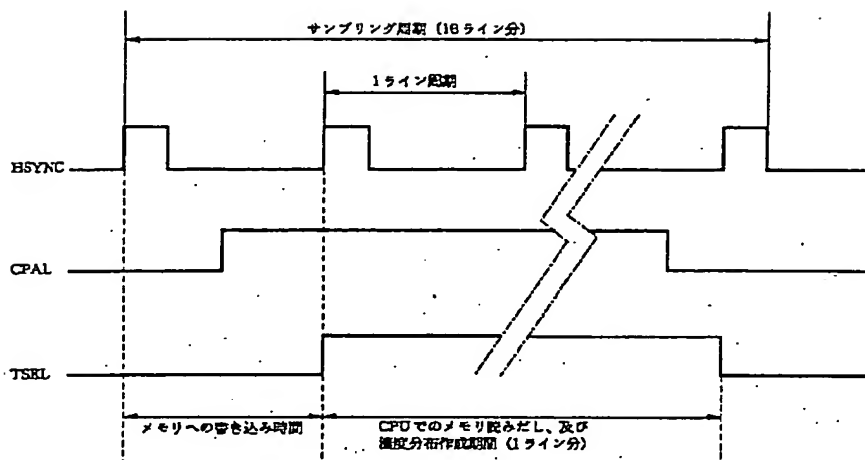 サンプリング周期(16ライン分)
1ライン周期
HSYNC
CPAL
TSEL
メモリへの書き込み時間
CPUでのメモリ読みだし、及び
濃度分布作成期間(1ライン分)